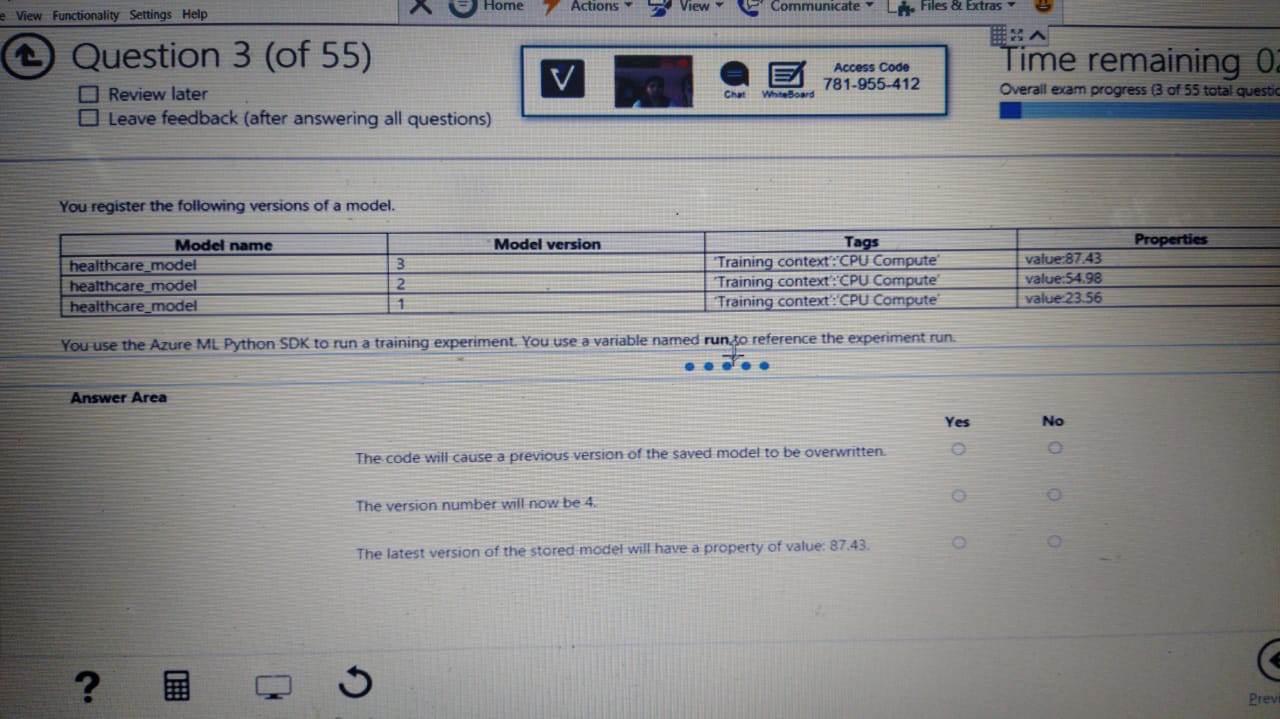 View Functionality Settings Help
Home Actions View Communicate Files & Extras
Question 3 (of 55)
Review later
Leave feedback (after answering all questions)
V
Chat
WhiteBoard
Access Code
781-955-412
Time remaining
Overall exam progress (3 of 55 total
You register the following versions of a model.
Model name Model version Tags Properties
healthcare_model 3 'Training context':'CPU Compute' value:87.43
healthcare_model 2 'Training context':'CPU Compute' value:54.98
healthcare_model 1 'Training context':'CPU Compute' value:23.56
You use the Azure ML Python SDK to run a training experiment. You use a variable named run to reference the experiment run.
Answer Area
Yes No
The code will cause a previous version of the saved model to be overwritten.
The version number will now be 4.
The latest version of the stored model will have a property of value: 87.43.
?